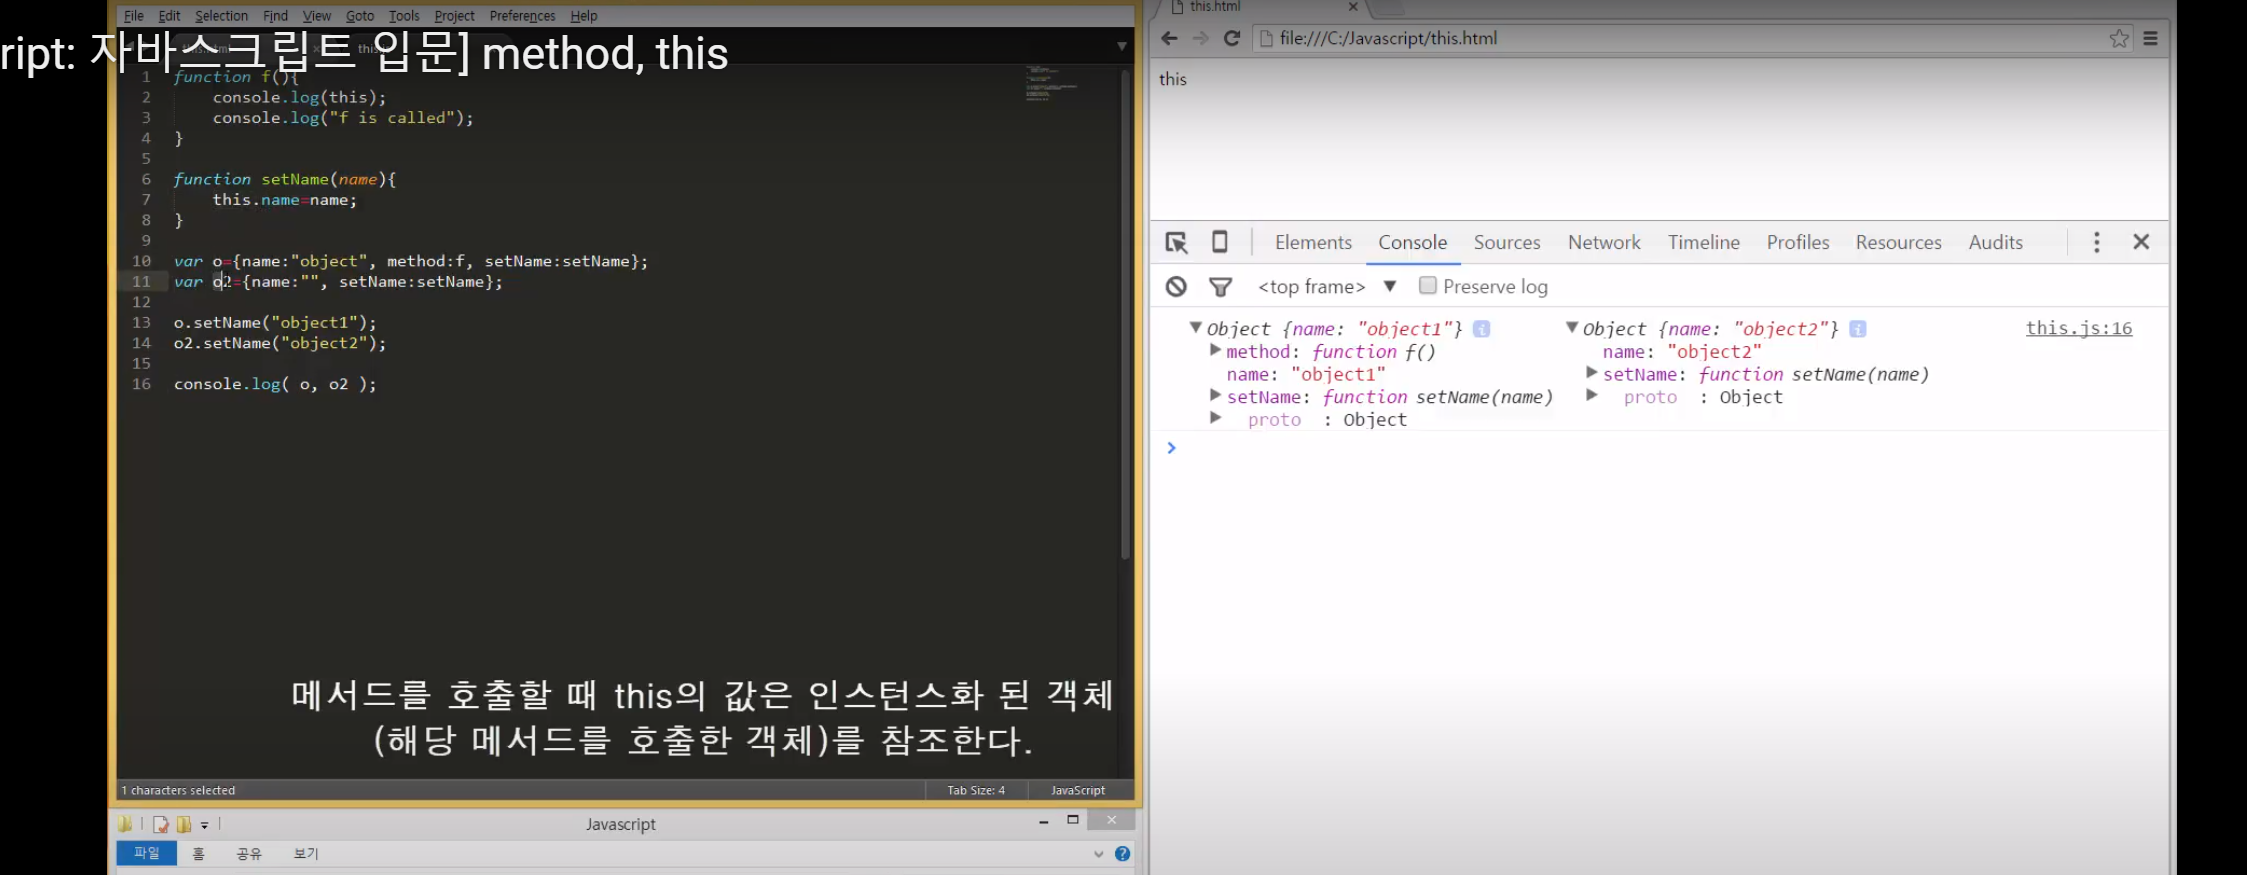 File Edit Selection Find View Goto Tools Project Preferences Help
ript: 자바스크립트 입문] method, this
1 function f(){
2 console.log(this);
3 console.log("f is called");
4 }
5
6 function setName(name){
7 this.name=name;
8 }
9
10 var o={name:"object", method:f, setName:setName};
11 var o2={name:"", setName:setName};
12
13 o.setName("object1");
14 o2.setName("object2");
15
16 console.log( o, o2 );
메서드를 호출할 때 this의 값은 인스턴스화 된 객체
(해당 메서드를 호출한 객체)를 참조한다.
1 characters selected Tab Size: 4 JavaScript
Javascript
파일 홈 공유 보기
this.html
file:///C:/Javascript/this.html
this
Elements Console Sources Network Timeline Profiles Resources Audits
<top frame> Preserve log
Object {name: "object1"} Object {name: "object2"} this.js:16
method: function f() name: "object2"
name: "object1" setName: function setName(name)
setName: function setName(name) proto : Object
proto : Object